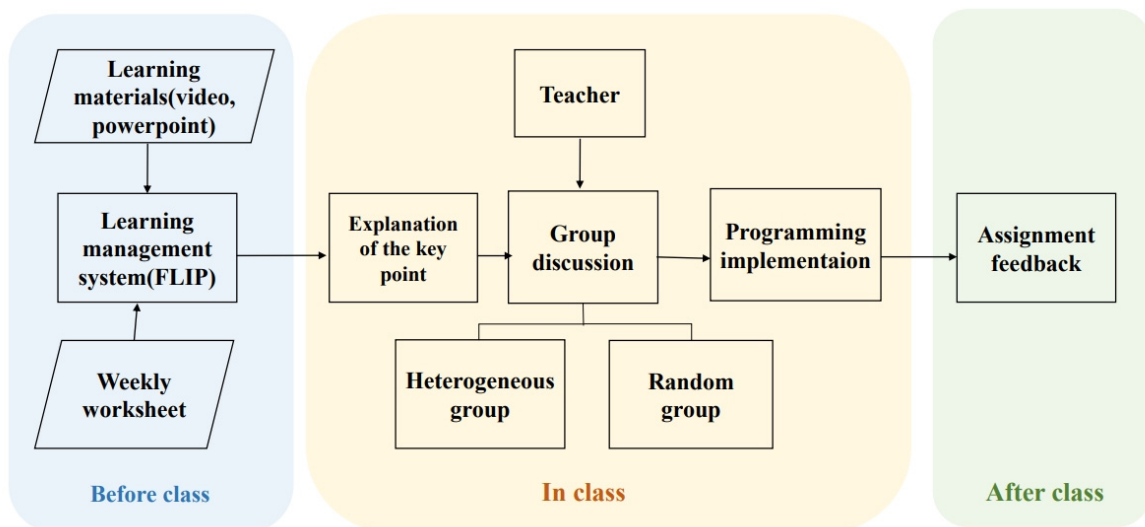 Learning
materials(video,
powerpoint)
Learning
management
system(FLIP)
Weekly
worksheet
Before class
Teacher
Explanation
of the key
point
Group
discussion
Programming
implementaion
Heterogeneous
group
Random
group
In class
Assignment
feedback
After class